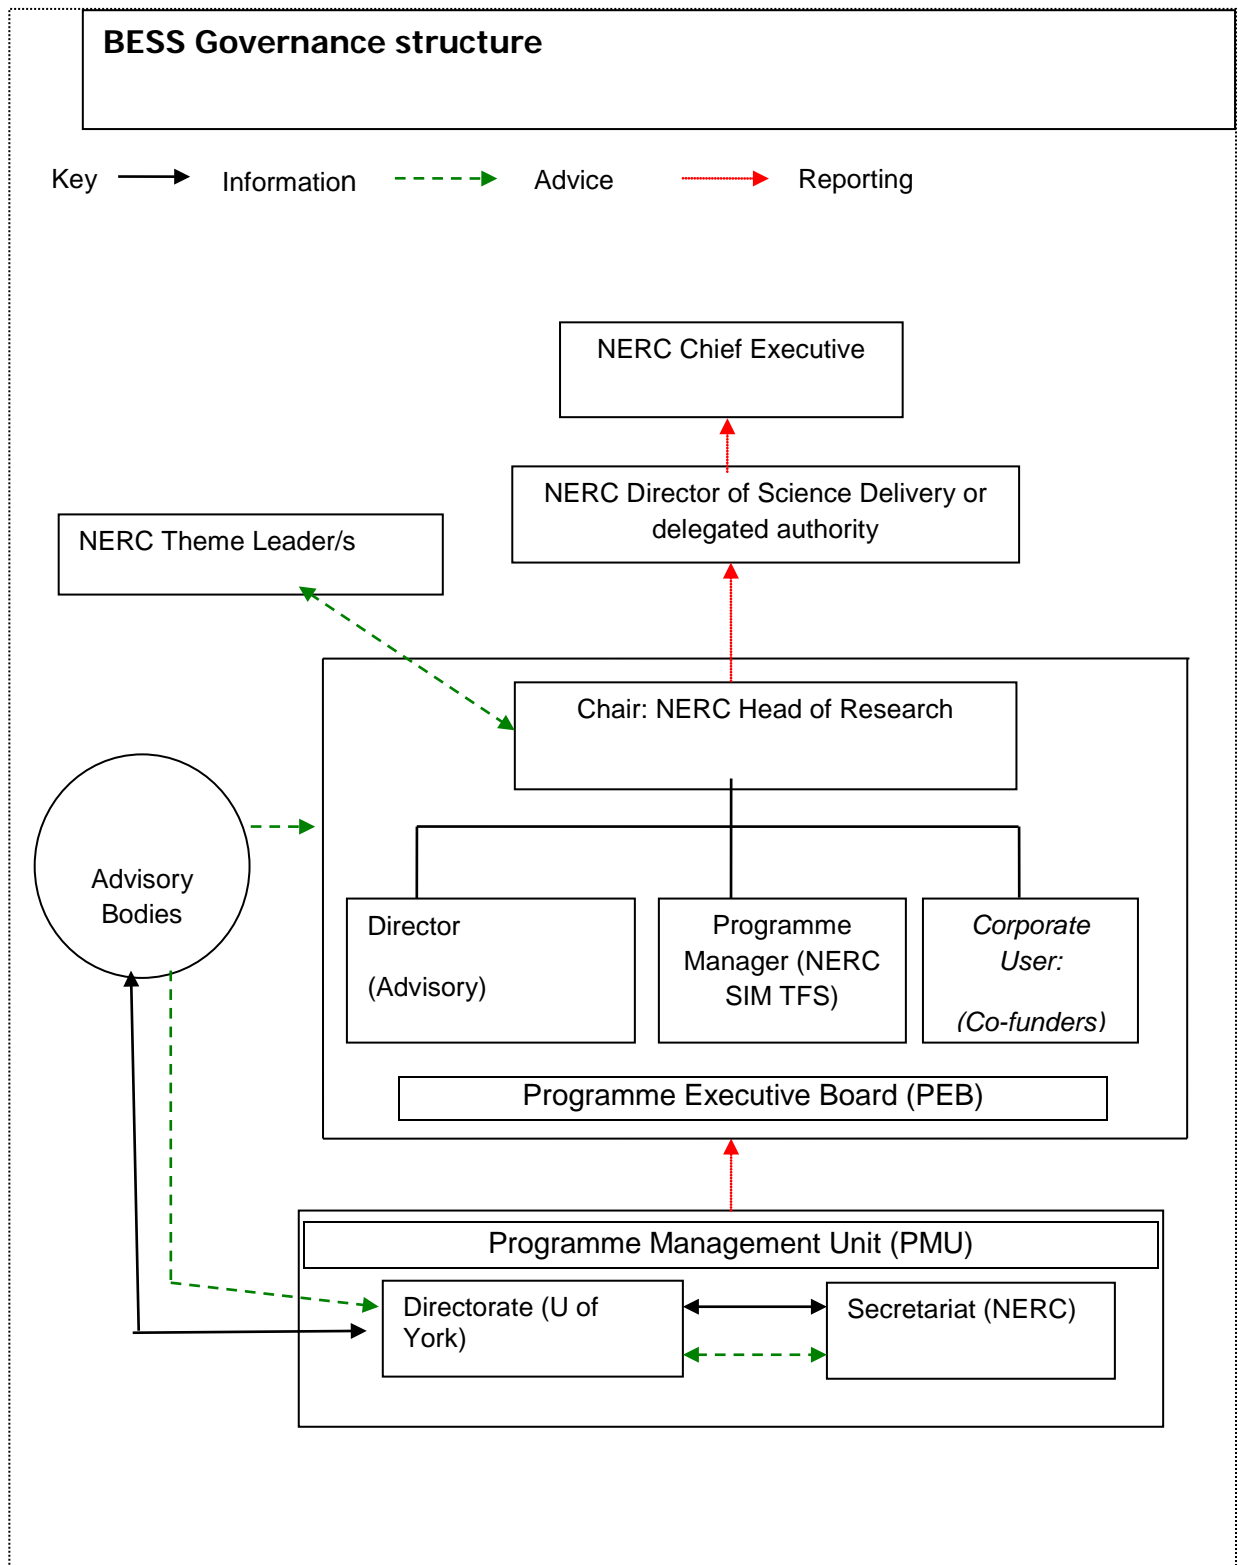 BESS Governance structure
Key Information Advice Reporting
NERC Chief Executive
NERC Director of Science Delivery or
delegated authority
NERC Theme Leader/s
Chair: NERC Head of Research
Advisory
Bodies
Director
(Advisory)
Programme
Manager (NERC
SIM TFS)
Corporate
User:
(Co-funders)
Programme Executive Board (PEB)
Programme Management Unit (PMU)
Directorate (U of
York)
Secretariat (NERC)